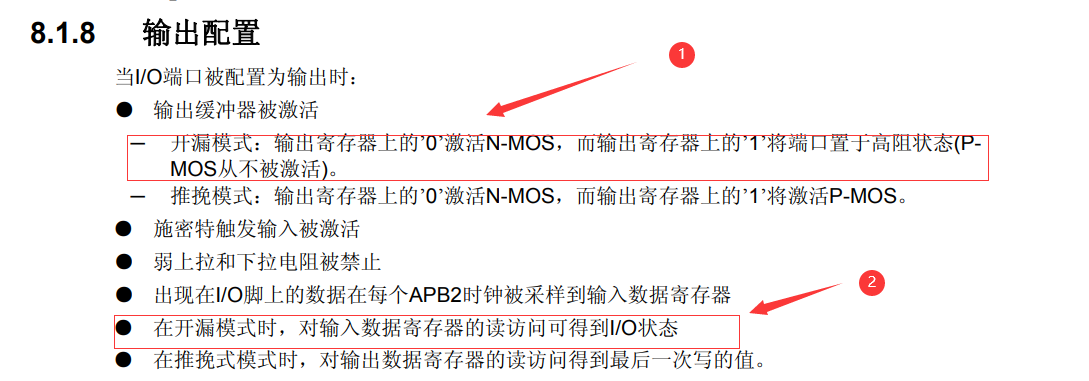 8.1.8 输出配置
1
当I/O端口被配置为输出时：
● 输出缓冲器被激活
─ 开漏模式：输出寄存器上的’0’激活N-MOS，而输出寄存器上的’1’将端口置于高阻状态(P-
MOS从不被激活)。
─ 推挽模式：输出寄存器上的’0’激活N-MOS，而输出寄存器上的’1’将激活P-MOS。
● 施密特触发输入被激活
● 弱上拉和下拉电阻被禁止
2
● 出现在I/O脚上的数据在每个APB2时钟被采样到输入数据寄存器
● 在开漏模式时，对输入数据寄存器的读访问可得到I/O状态
● 在推挽式模式时，对输出数据寄存器的读访问得到最后一次写的值。